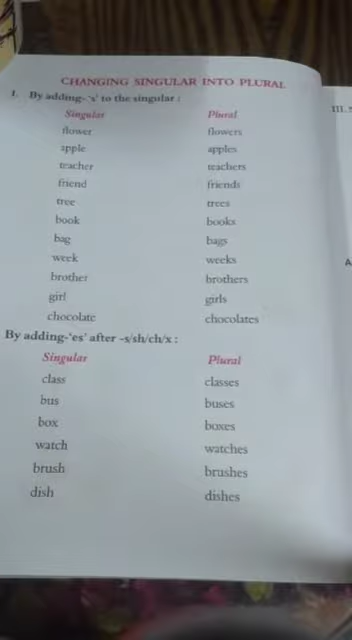 CHANGING SINGULAR INTO PLURAL
I. By adding-'s' to the singular :
Singular Plural
flower flowers
apple apples
teacher teachers
friend friends
tree trees
book books
bag bags
week weeks
brother brothers
girl girls
chocolate chocolates
By adding-'es' after -s/sh/ch/x :
Singular Plural
class classes
bus buses
box boxes
watch watches
brush brushes
dish dishes
III.
A